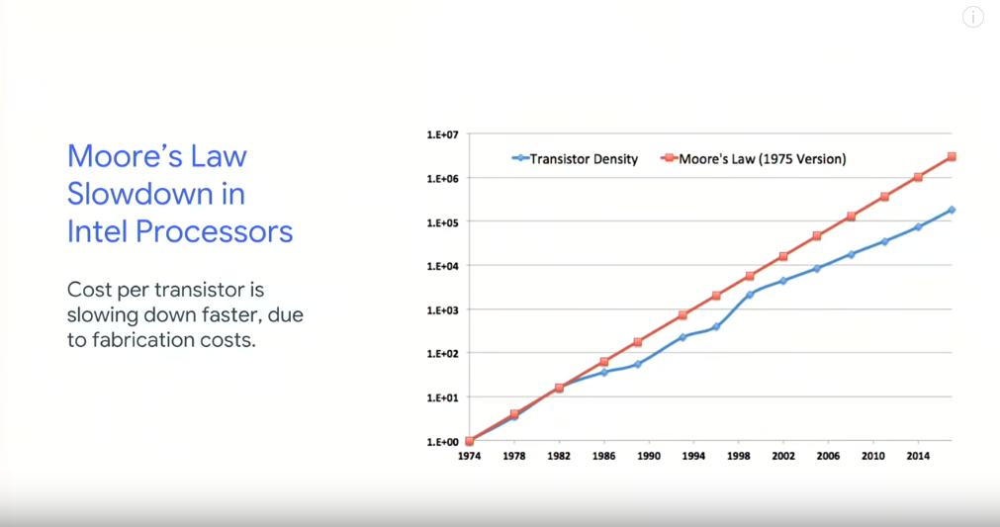 Moore's Law
Slowdown in
Intel Processors
Cost per transistor is
slowing down faster, due
to fabrication costs.
Transistor Density
Moore's Law (1975 Version)
1.E+07
1.E+06
1.E+05
1.E+04
1.E+03
1.E+02
1.E+01
1.E+00
1974 1978 1982 1986 1990 1994 1998 2002 2006 2010 2014